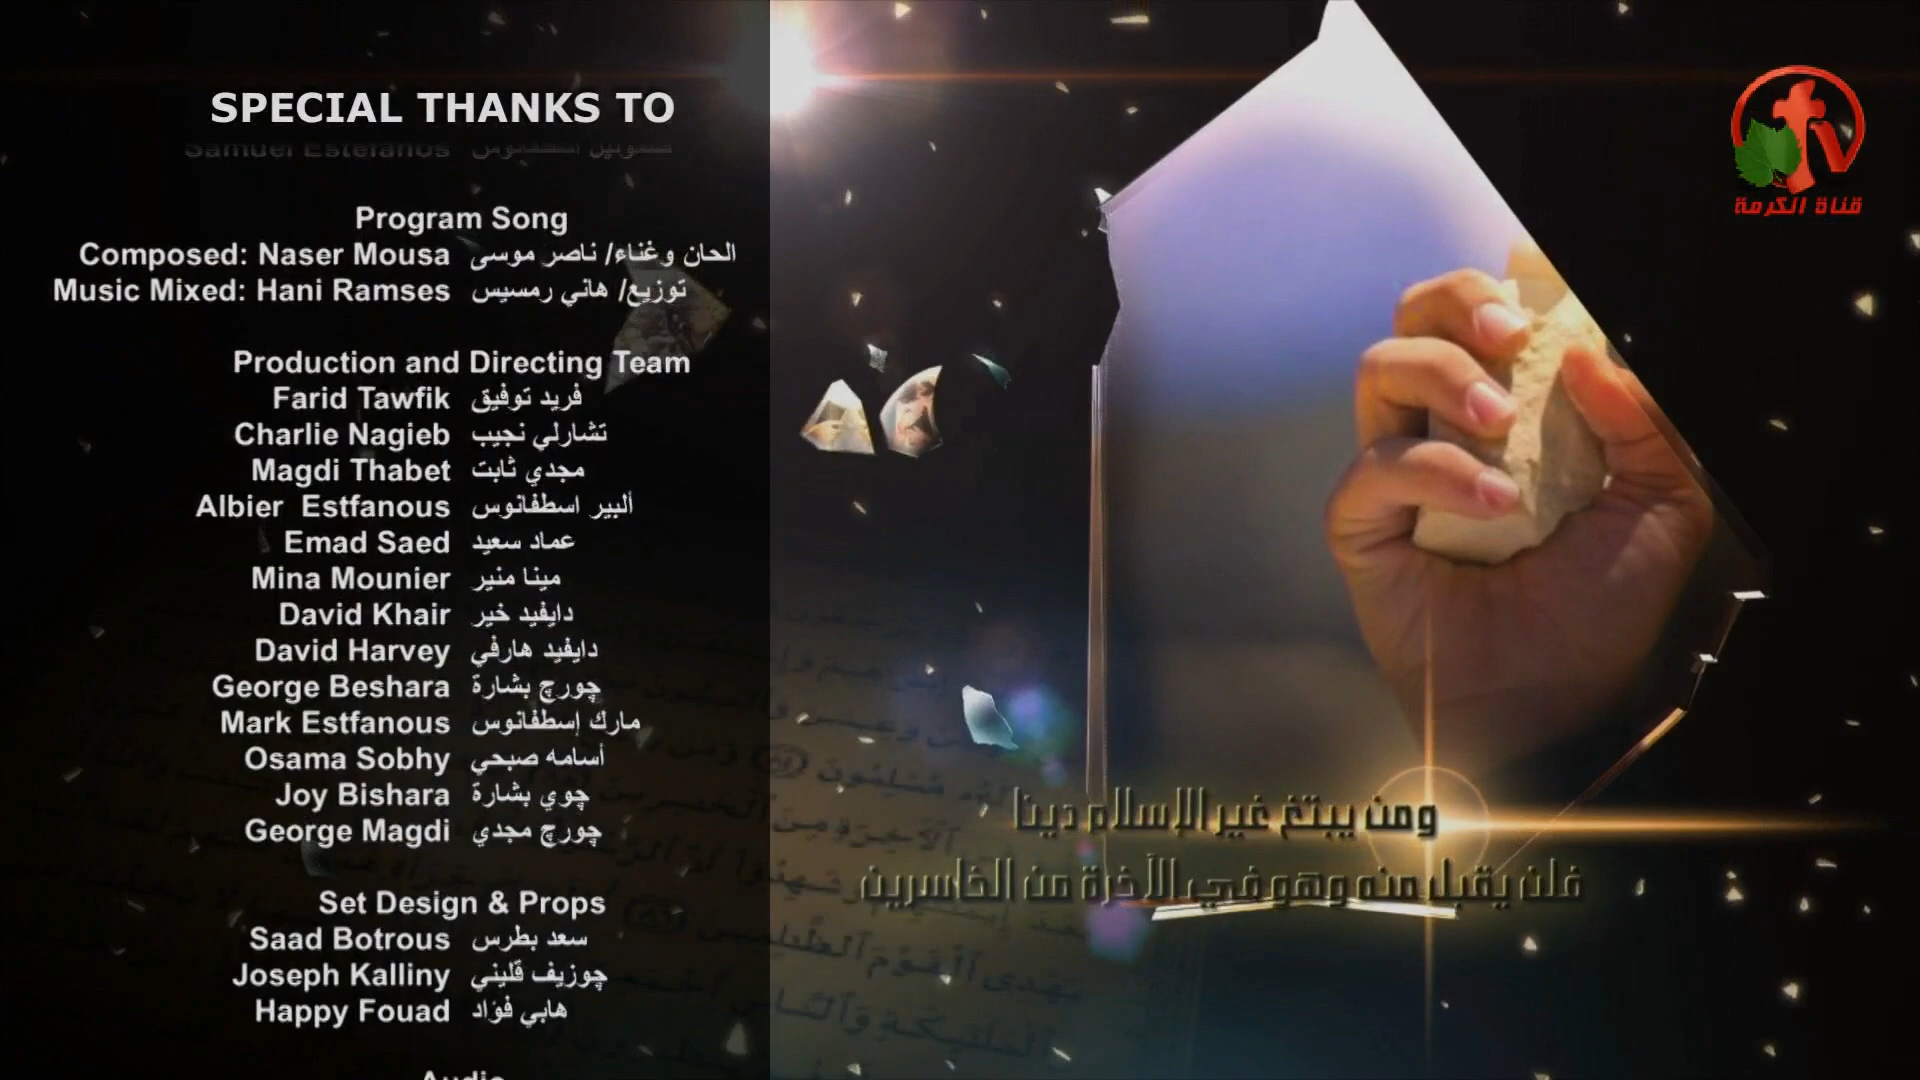 SPECIAL THANKS TO
Samuel Estefanos صموئيل اسطفانوس
Program Song
Composed: Naser Mousa الحان وغناء/ ناصر موسى
Music Mixed: Hani Ramses توزيع/ هاني رمسيس
Production and Directing Team
Farid Tawfik فريد توفيق
Charlie Nagieb تشارلي نجيب
Magdi Thabet مجدي ثابت
Albier Estfanous ألبير اسطفانوس
Emad Saed عماد سعيد
Mina Mounier مينا منير
David Khair دايفيد خير
David Harvey دايفيد هارفي
George Beshara چورچ بشارة
Mark Estfanous مارك إسطفانوس
Osama Sobhy أسامه صبحي
Joy Bishara چوي بشارة
George Magdi چورچ مجدي
Set Design & Props
Saad Botrous سعد بطرس
Joseph Kalliny چوزيف قليني
Happy Fouad هابي فؤاد
Audio
tv
قناة الكرمة
ومن يبتغ غير الإسلام دينا
فلن يقبل منه وهو في الآخرة من الخاسرين